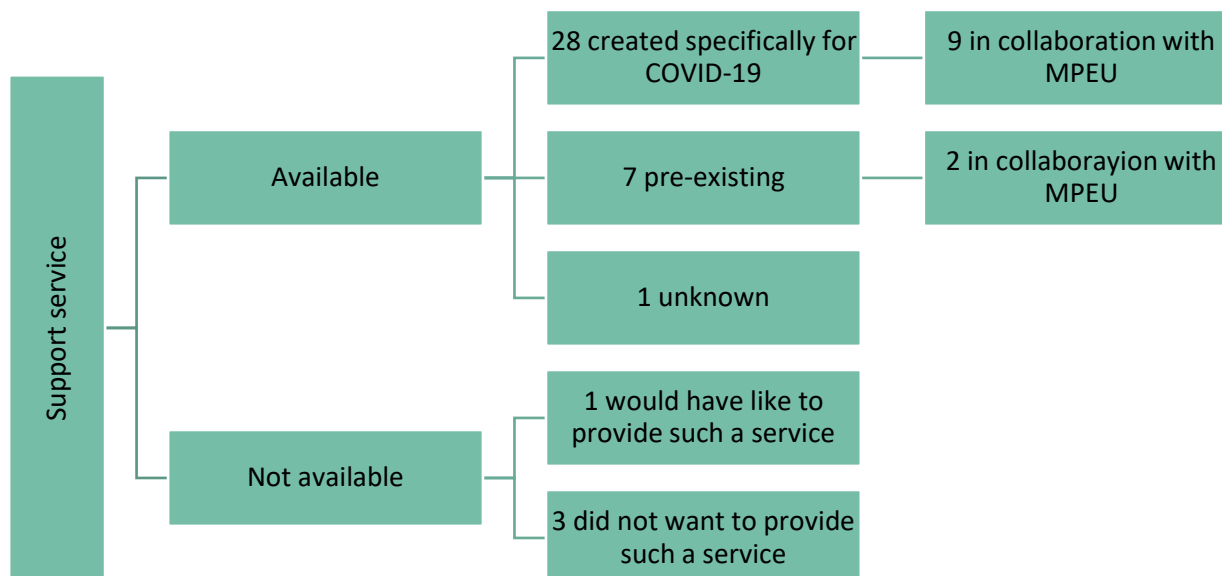 Support service
Available
28 created specifically for
COVID-19
9 in collaboration with
MPEU
7 pre-existing
2 in collaborayion with
MPEU
1 unknown
Not available
1 would have like to
provide such a service
3 did not want to provide
such a service